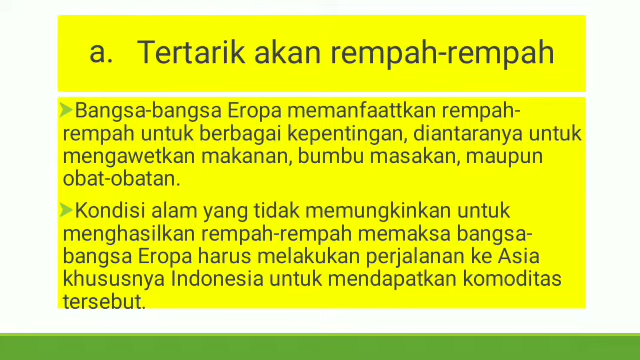 a. Tertarik akan rempah-rempah
➤Bangsa-bangsa Eropa memanfaattkan rempah-
rempah untuk berbagai kepentingan, diantaranya untuk
mengawetkan makanan, bumbu masakan, maupun
obat-obatan.
➤Kondisi alam yang tidak memungkinkan untuk
menghasilkan rempah-rempah memaksa bangsa-
bangsa Eropa harus melakukan perjalanan ke Asia
khususnya Indonesia untuk mendapatkan komoditas
tersebut.